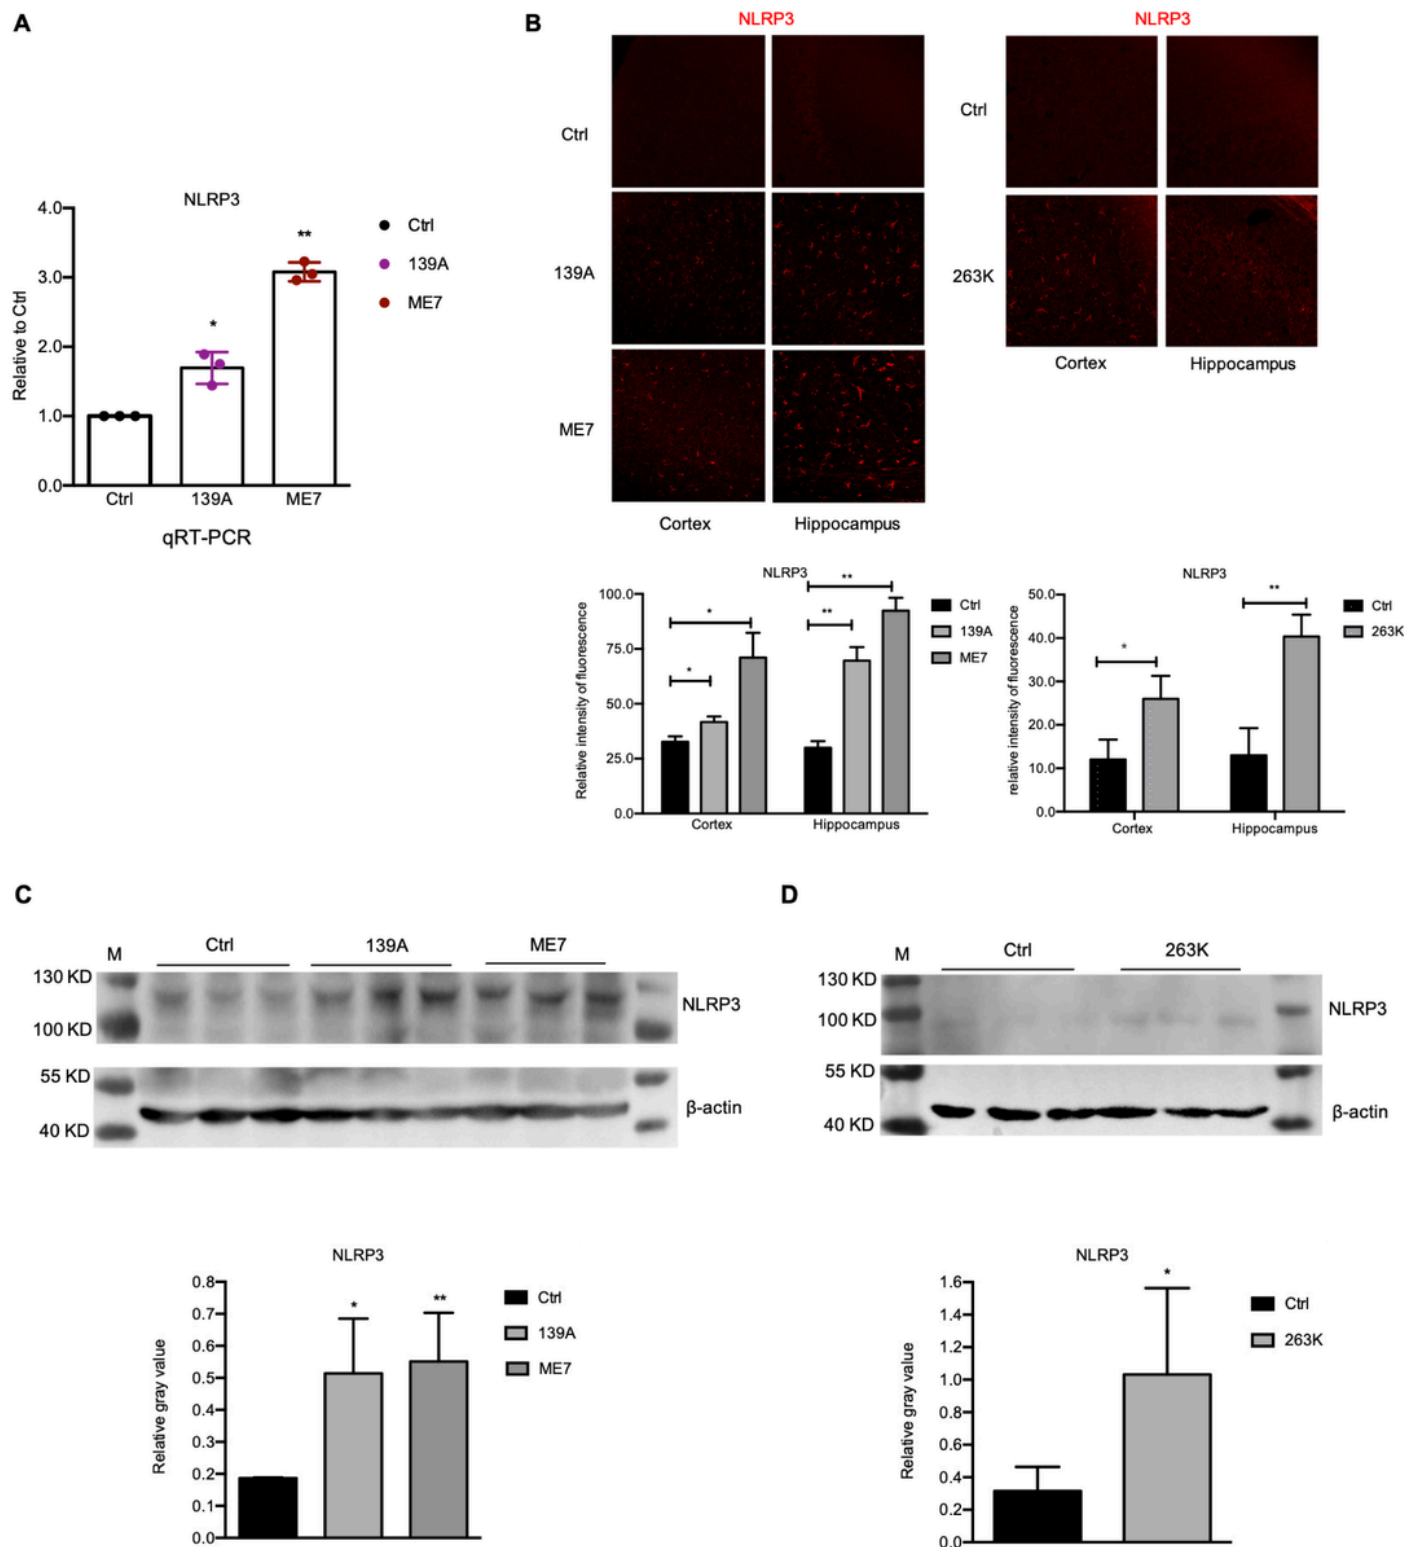 A
NLRP3
4.0
3.0
2.0
1.0
0.0
Relative to Ctrl
*
**
Ctrl
139A
ME7
Ctrl
139A
ME7
qRT-PCR
B
NLRP3
Ctrl
139A
ME7
Cortex
Hippocampus
NLRP3
Ctrl
263K
Cortex
Hippocampus
NLRP3
100.0
75.0
50.0
25.0
0.0
Relative intensity of fluorescence
*
*
**
**
Cortex
Hippocampus
Ctrl
139A
ME7
NLRP3
50.0
40.0
30.0
20.0
10.0
0.0
relative intensity of fluorescence
*
**
Cortex
Hippocampus
Ctrl
263K
C
M
Ctrl
139A
ME7
130 KD
100 KD
NLRP3
55 KD
40 KD
β-actin
NLRP3
0.8
0.7
0.6
0.5
0.4
0.3
0.2
0.1
0.0
Relative gray value
*
**
Ctrl
139A
ME7
D
M
Ctrl
263K
130 KD
100 KD
NLRP3
55 KD
40 KD
β-actin
NLRP3
1.6
1.4
1.2
1.0
0.8
0.6
0.4
0.2
0.0
Relative gray value
*
Ctrl
263K